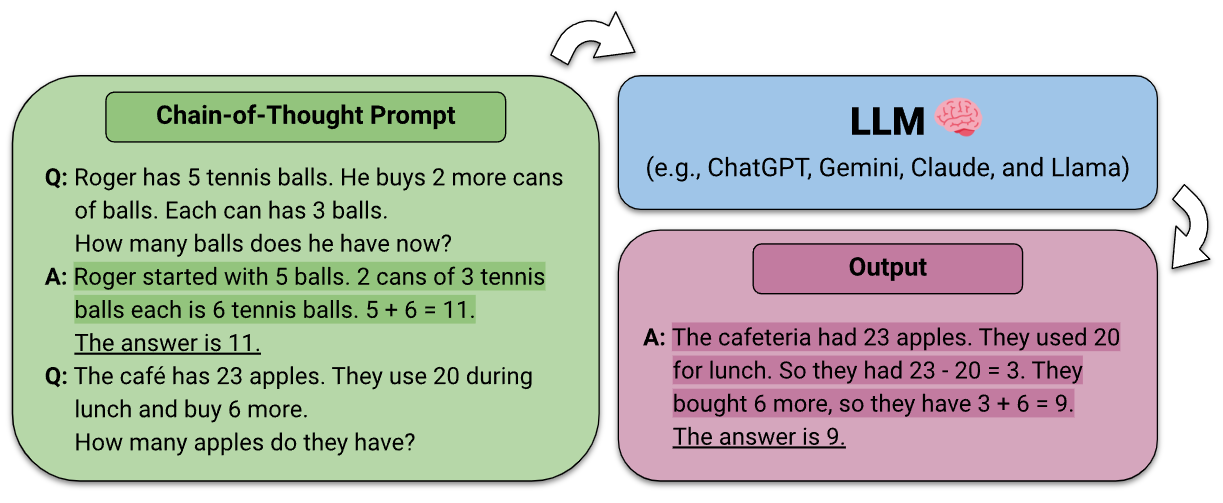 Chain-of-Thought Prompt
Q: Roger has 5 tennis balls. He buys 2 more cans
of balls. Each can has 3 balls.
How many balls does he have now?
A: Roger started with 5 balls. 2 cans of 3 tennis
balls each is 6 tennis balls. 5 + 6 = 11.
The answer is 11.
Q: The café has 23 apples. They use 20 during
lunch and buy 6 more.
How many apples do they have?
LLM
(e.g., ChatGPT, Gemini, Claude, and Llama)
Output
A: The cafeteria had 23 apples. They used 20
for lunch. So they had 23 - 20 = 3. They
bought 6 more, so they have 3 + 6 = 9.
The answer is 9.